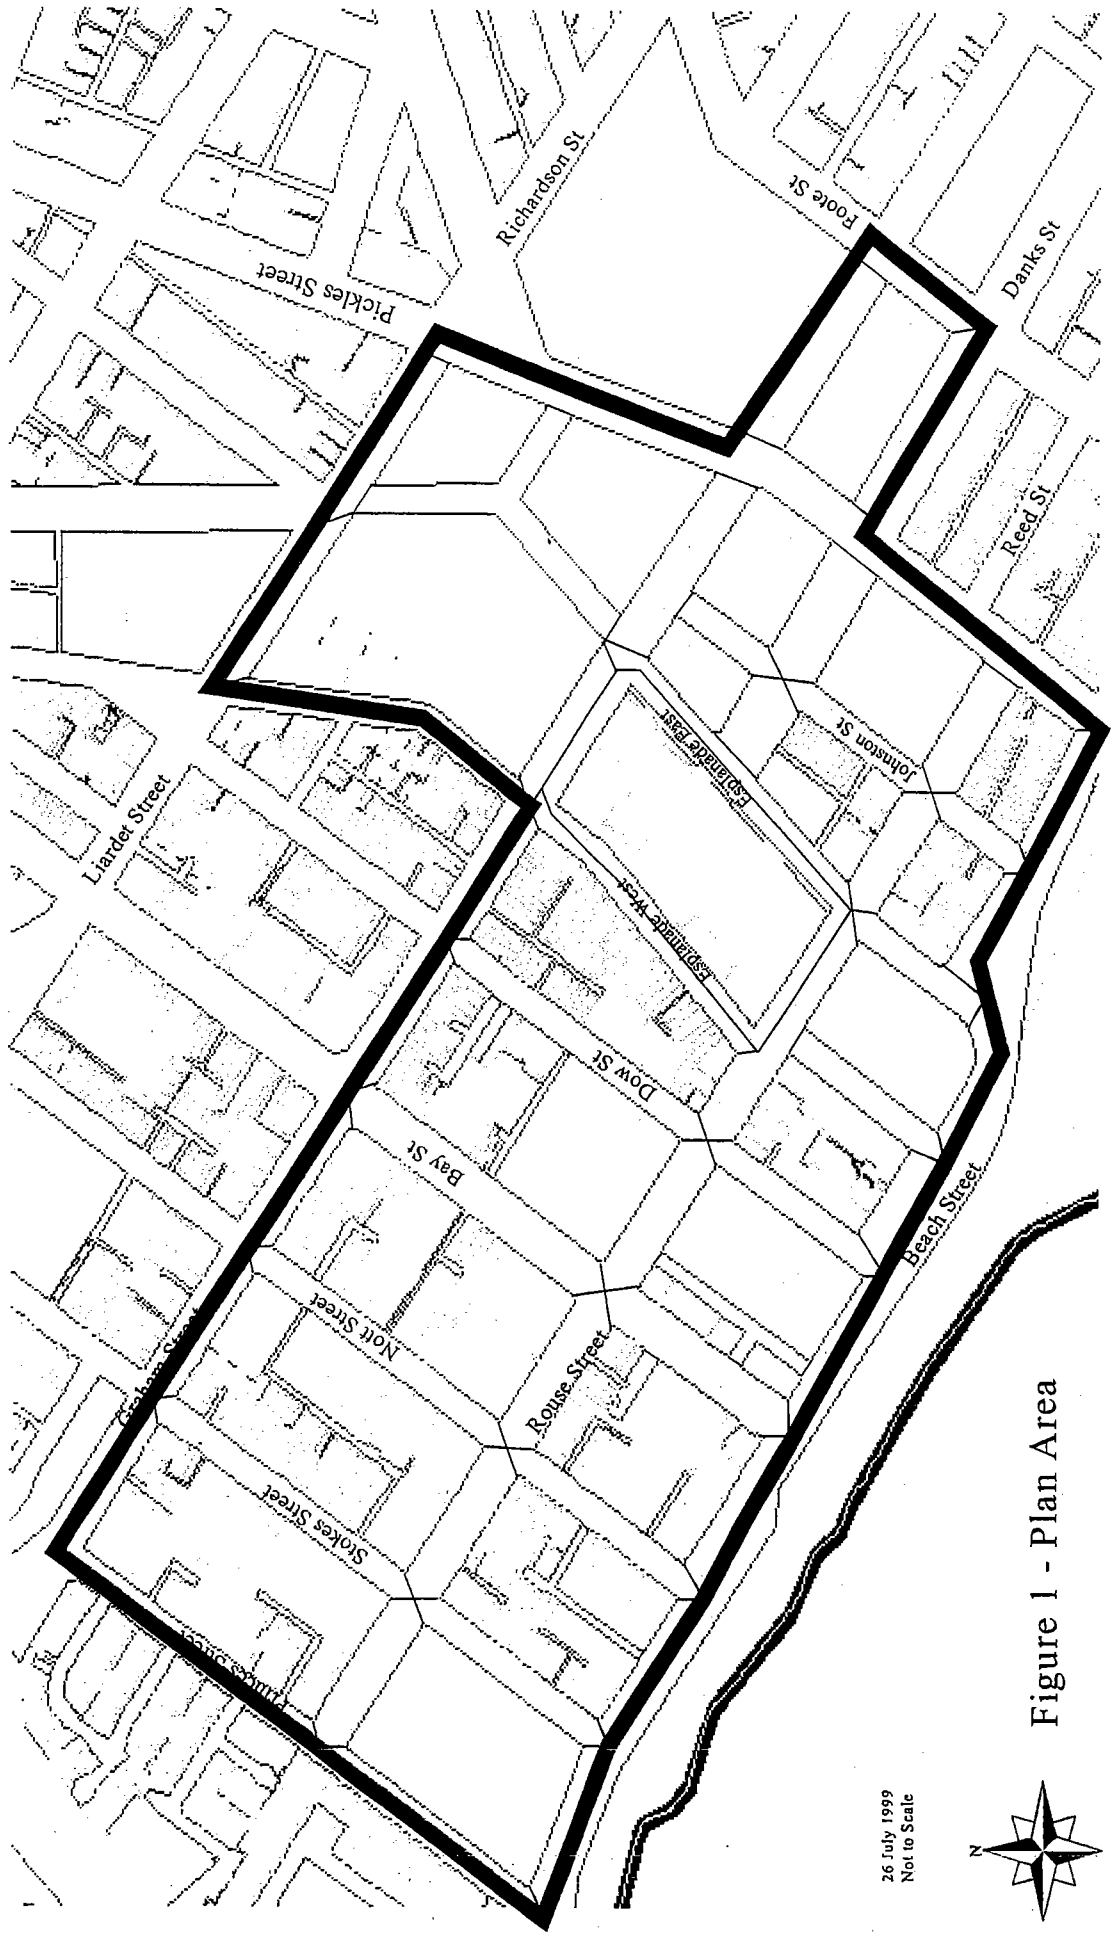 Richardson St
Foote St
Danks St
Pickles Street
Reed St
Liardet Street
Esplanade East
Johnston St
Esplanade West
Dow St
Bay St
Beach Street
Nott Street
Rouse Street
Graham Street
Stokes Street
Figure 1 - Plan Area
26 July 1999
Not to Scale
N